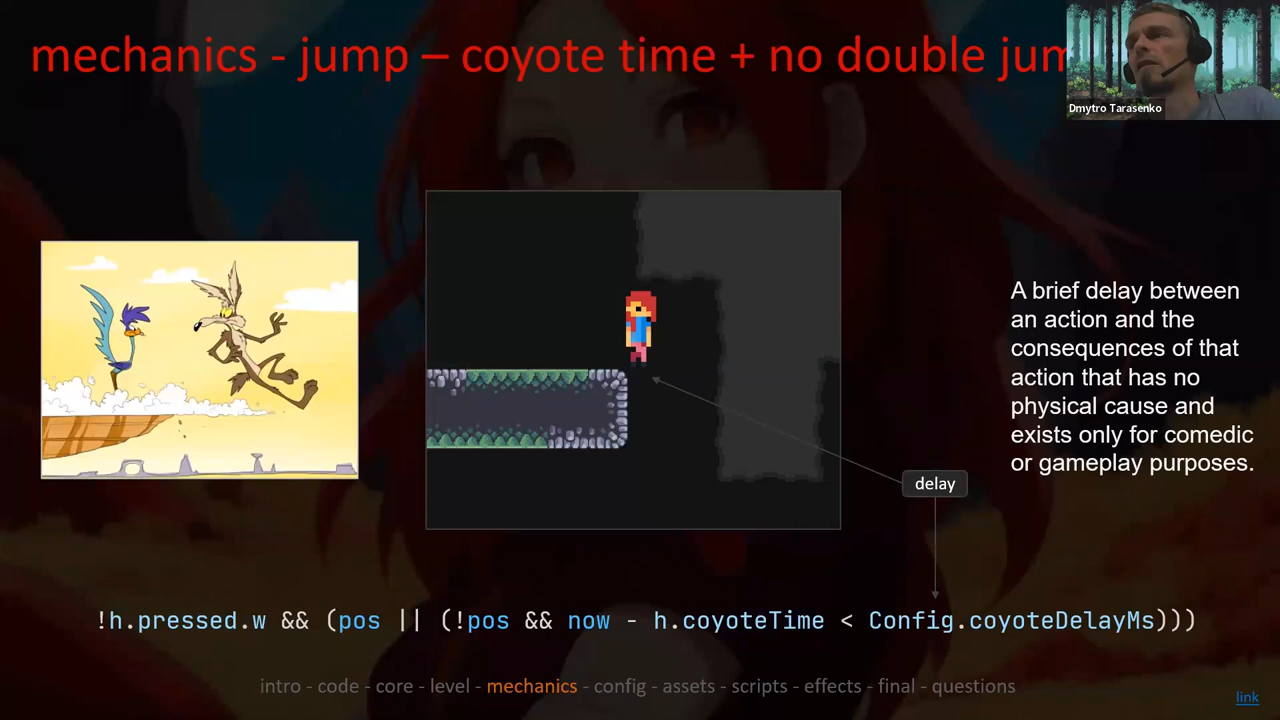 mechanics - jump – coyote time + no double jum
Dmytro Tarasenko
A brief delay between
an action and the
consequences of that
action that has no
physical cause and
exists only for comedic
or gameplay purposes.
delay
!h.pressed.w && (pos || (!pos && now - h.coyoteTime < Config.coyoteDelayMs)))
intro - code - core - level - mechanics - config - assets - scripts - effects - final - questions
link